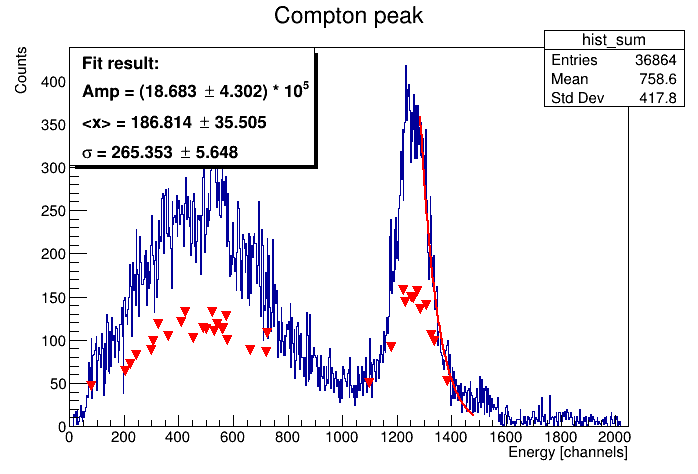 Compton peak
hist_sum
Entries 36864
Mean 758.6
Std Dev 417.8
Fit result:
Amp = (18.683 ± 4.302) * 10^5
<x> = 186.814 ± 35.505
σ = 265.353 ± 5.648
Counts
400
350
300
250
200
150
100
50
0
0 200 400 600 800 1000 1200 1400 1600 1800 2000
Energy [channels]